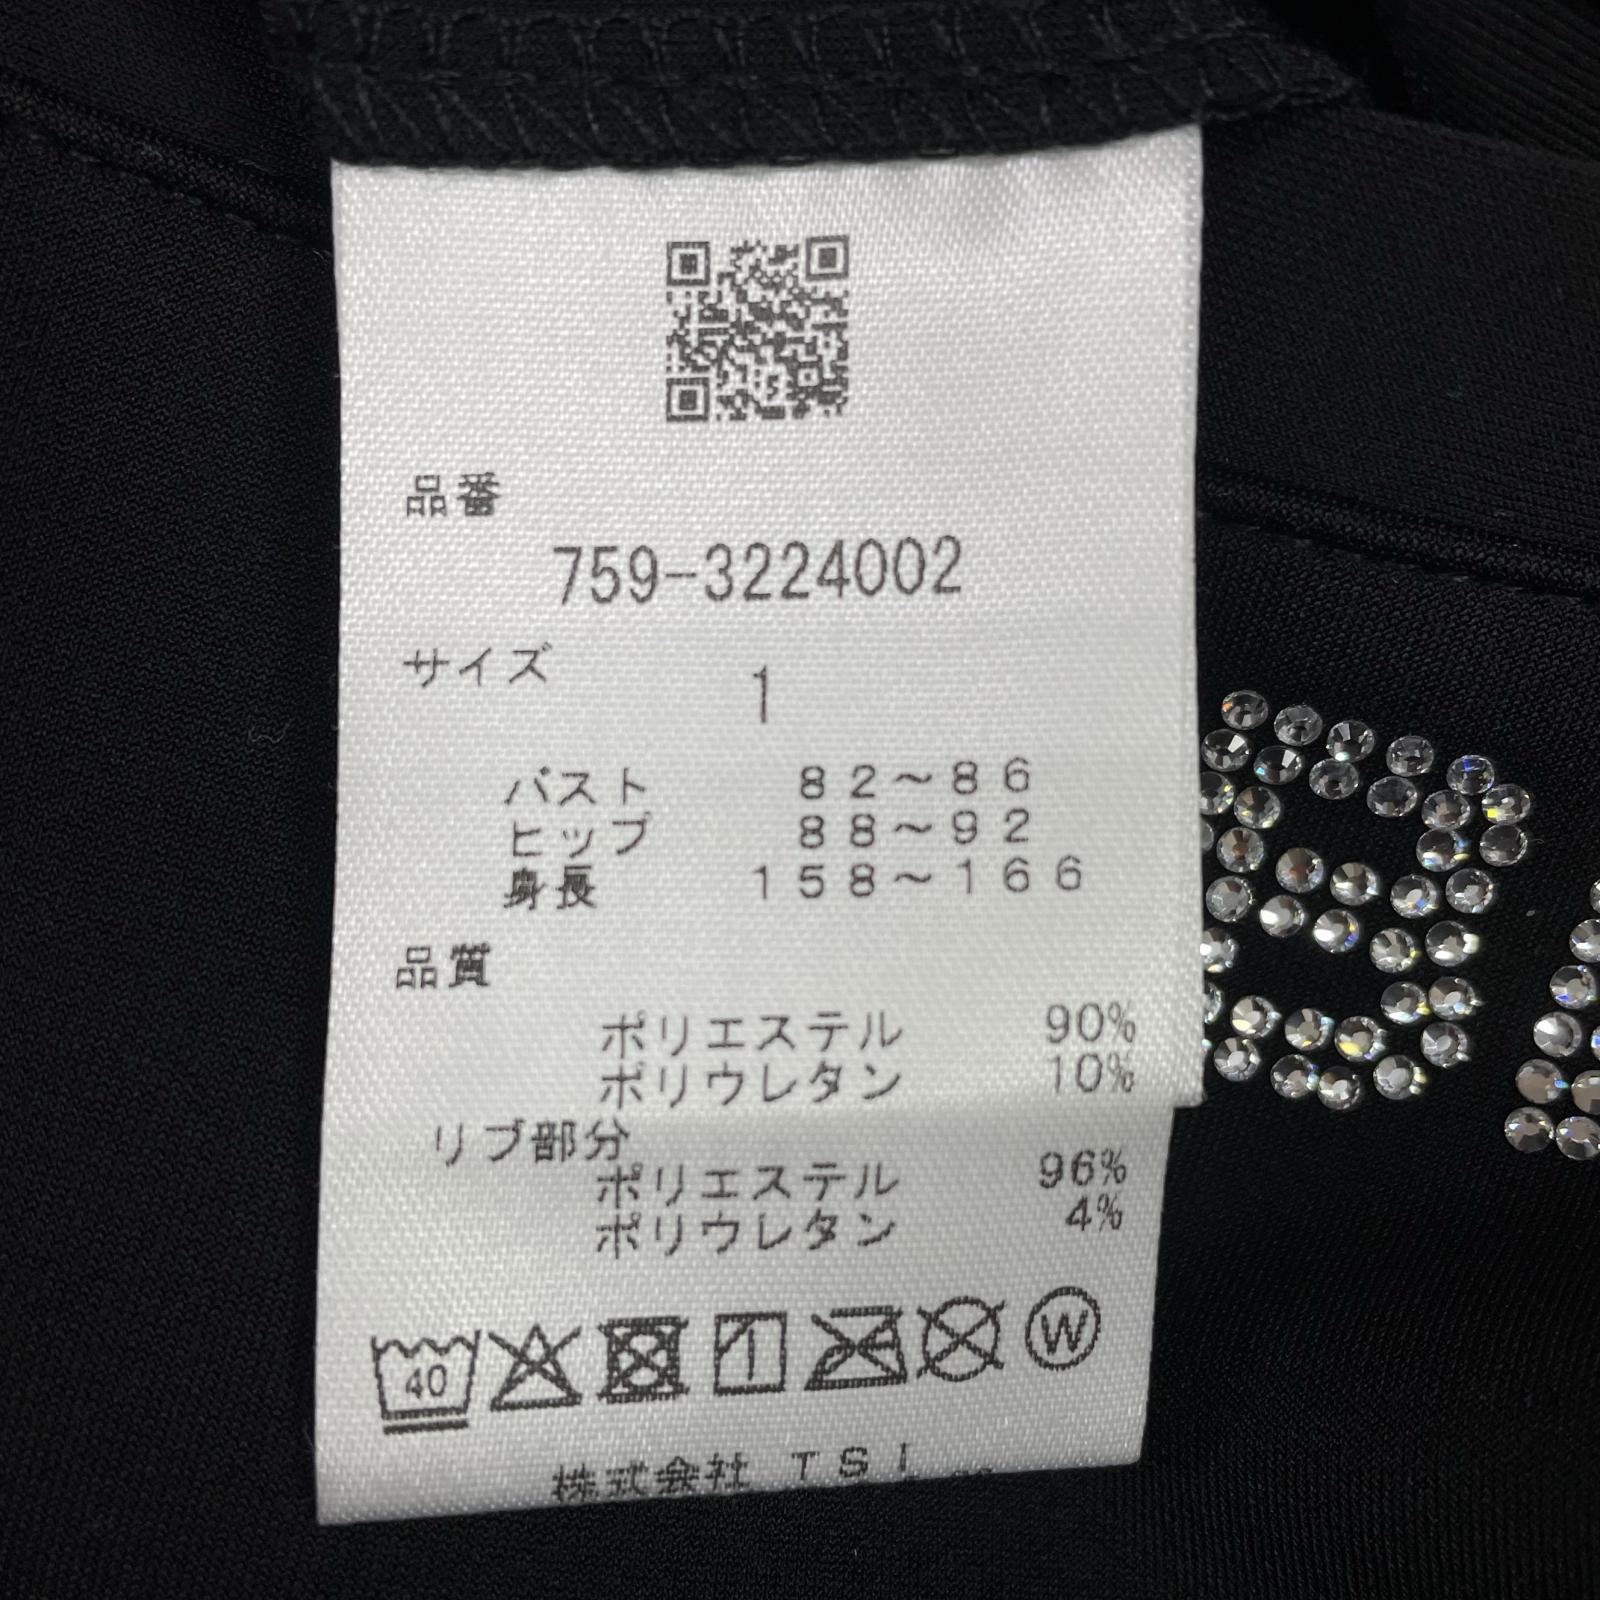 品番
759-3224002
サイズ
1
バスト 82~86
ヒップ 88~92
身長 158~166
品質
ポリエステル 90%
ポリウレタン 10%
リブ部分
ポリエステル 96%
ポリウレタン 4%
40
1
W
株式会社 TSI